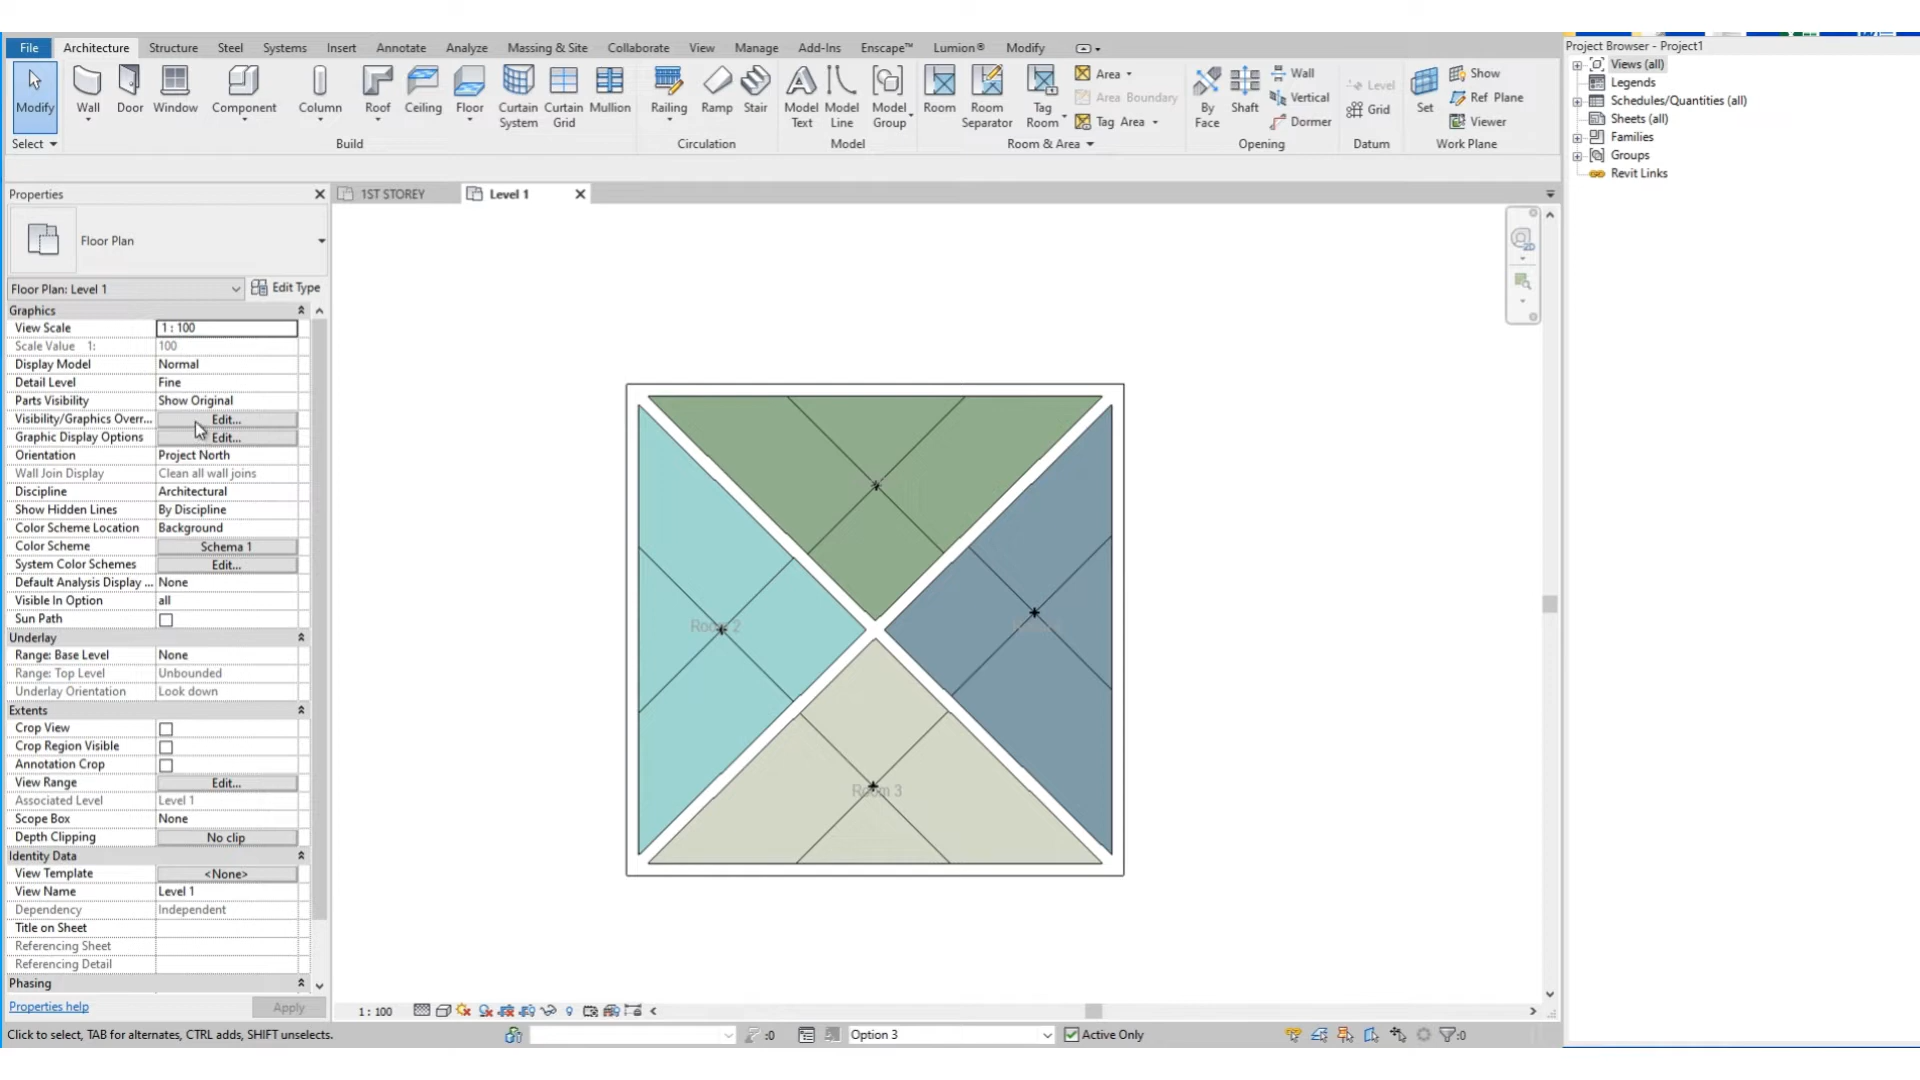 File Architecture Structure Steel Systems Insert Annotate Analyze Massing & Site Collaborate View Manage Add-Ins Enscape™ Lumion® Modify
Modify Wall Door Window Component Column Roof Ceiling Floor Curtain System Curtain Grid Mullion Railing Ramp Stair Model Text Model Line Model Group Room Room Separator Tag Room
Area
Area Boundary
Tag Area
By Face Shaft
Wall
Vertical
Dormer
Level
Grid
Set
Show
Ref Plane
Viewer
Select Build Circulation Model Room & Area Opening Datum Work Plane
Project Browser - Project1
Views (all)
Legends
Schedules/Quantities (all)
Sheets (all)
Families
Groups
Revit Links
Properties
1ST STOREY Level 1
Floor Plan
Floor Plan: Level 1 Edit Type
Graphics
View Scale 1 : 100
Scale Value 1: 100
Display Model Normal
Detail Level Fine
Parts Visibility Show Original
Visibility/Graphics Overr... Edit...
Graphic Display Options Edit...
Orientation Project North
Wall Join Display Clean all wall joins
Discipline Architectural
Show Hidden Lines By Discipline
Color Scheme Location Background
Color Scheme Schema 1
System Color Schemes Edit...
Default Analysis Display ... None
Visible In Option all
Sun Path
Underlay
Range: Base Level None
Range: Top Level Unbounded
Underlay Orientation Look down
Extents
Crop View
Crop Region Visible
Annotation Crop
View Range Edit...
Associated Level Level 1
Scope Box None
Depth Clipping No clip
Identity Data
View Template <None>
View Name Level 1
Dependency Independent
Title on Sheet
Referencing Sheet
Referencing Detail
Phasing
Properties help Apply
Room 2
Room 3
2D
1 : 100
Click to select, TAB for alternates, CTRL adds, SHIFT unselects.
:0
Option 3
Active Only
:0